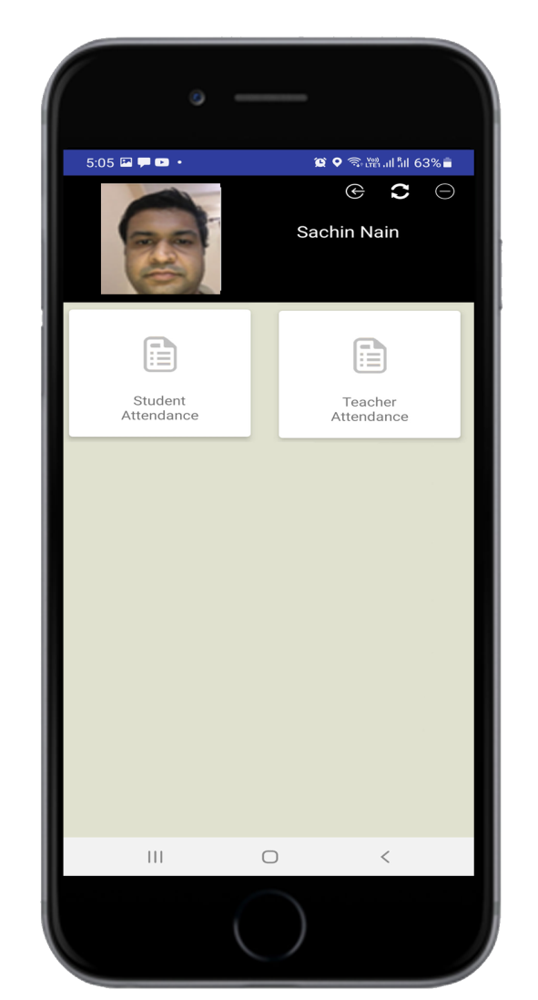 5:05 63%
Sachin Nain
Student
Attendance
Teacher
Attendance